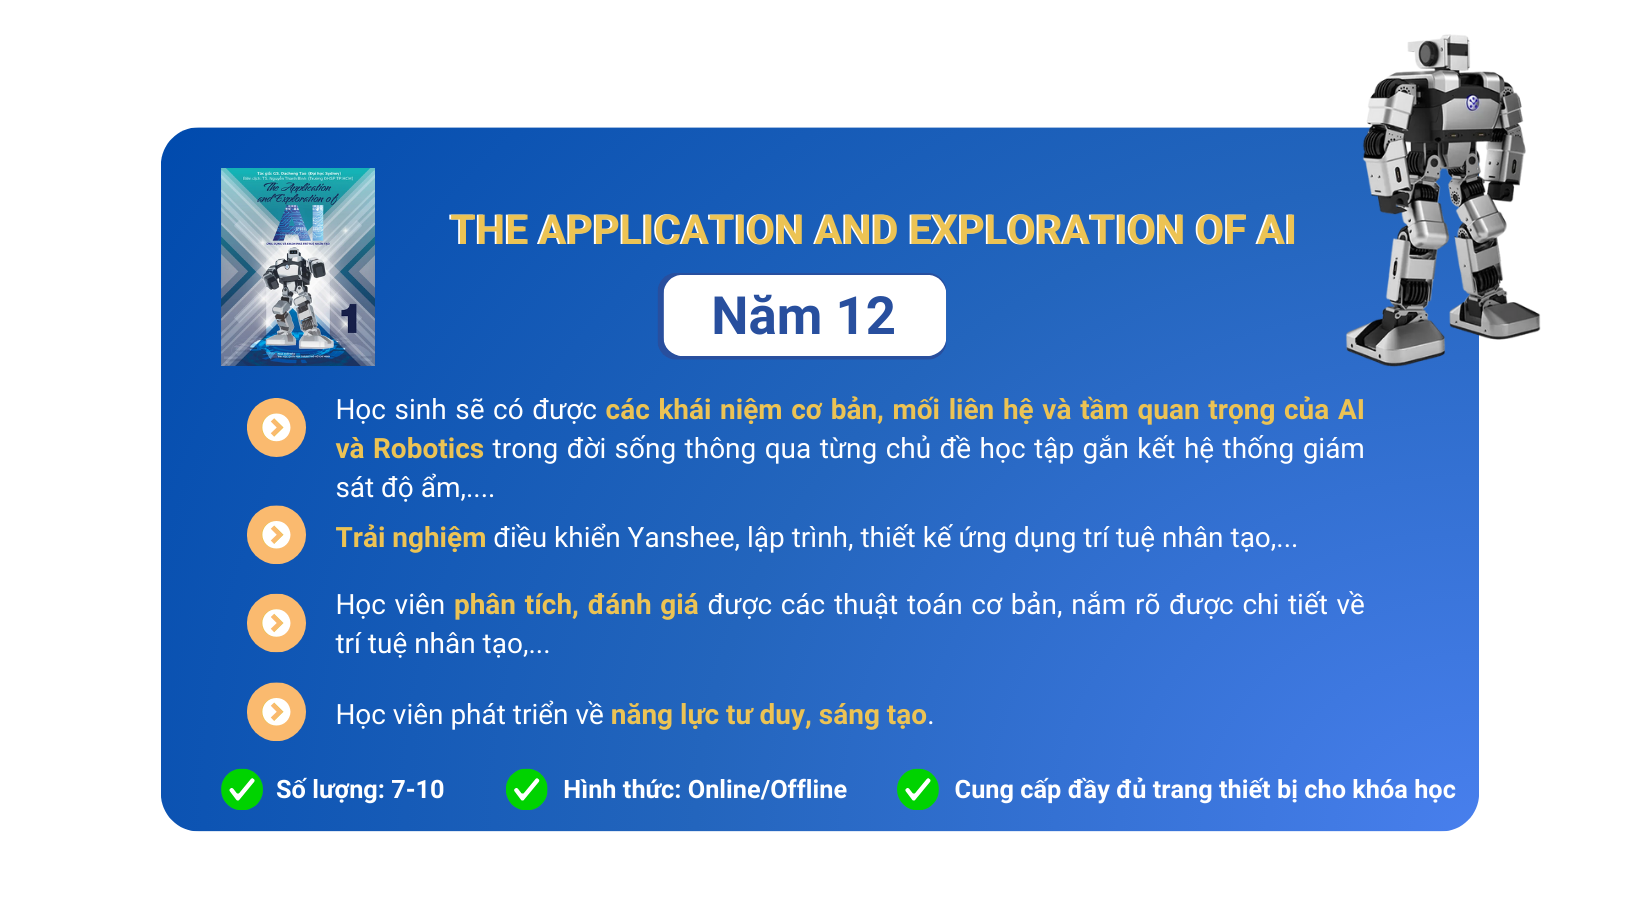 The Application
and Exploration of
AI
1
THE APPLICATION AND EXPLORATION OF AI
Năm 12
Học sinh sẽ có được các khái niệm cơ bản, mối liên hệ và tầm quan trọng của AI
và Robotics trong đời sống thông qua từng chủ đề học tập gắn kết hệ thống giám
sát độ ẩm,....
Trải nghiệm điều khiển Yanshee, lập trình, thiết kế ứng dụng trí tuệ nhân tạo,...
Học viên phân tích, đánh giá được các thuật toán cơ bản, nắm rõ được chi tiết về
trí tuệ nhân tạo,...
Học viên phát triển về năng lực tư duy, sáng tạo.
Số lượng: 7-10
Hình thức: Online/Offline
Cung cấp đầy đủ trang thiết bị cho khóa học